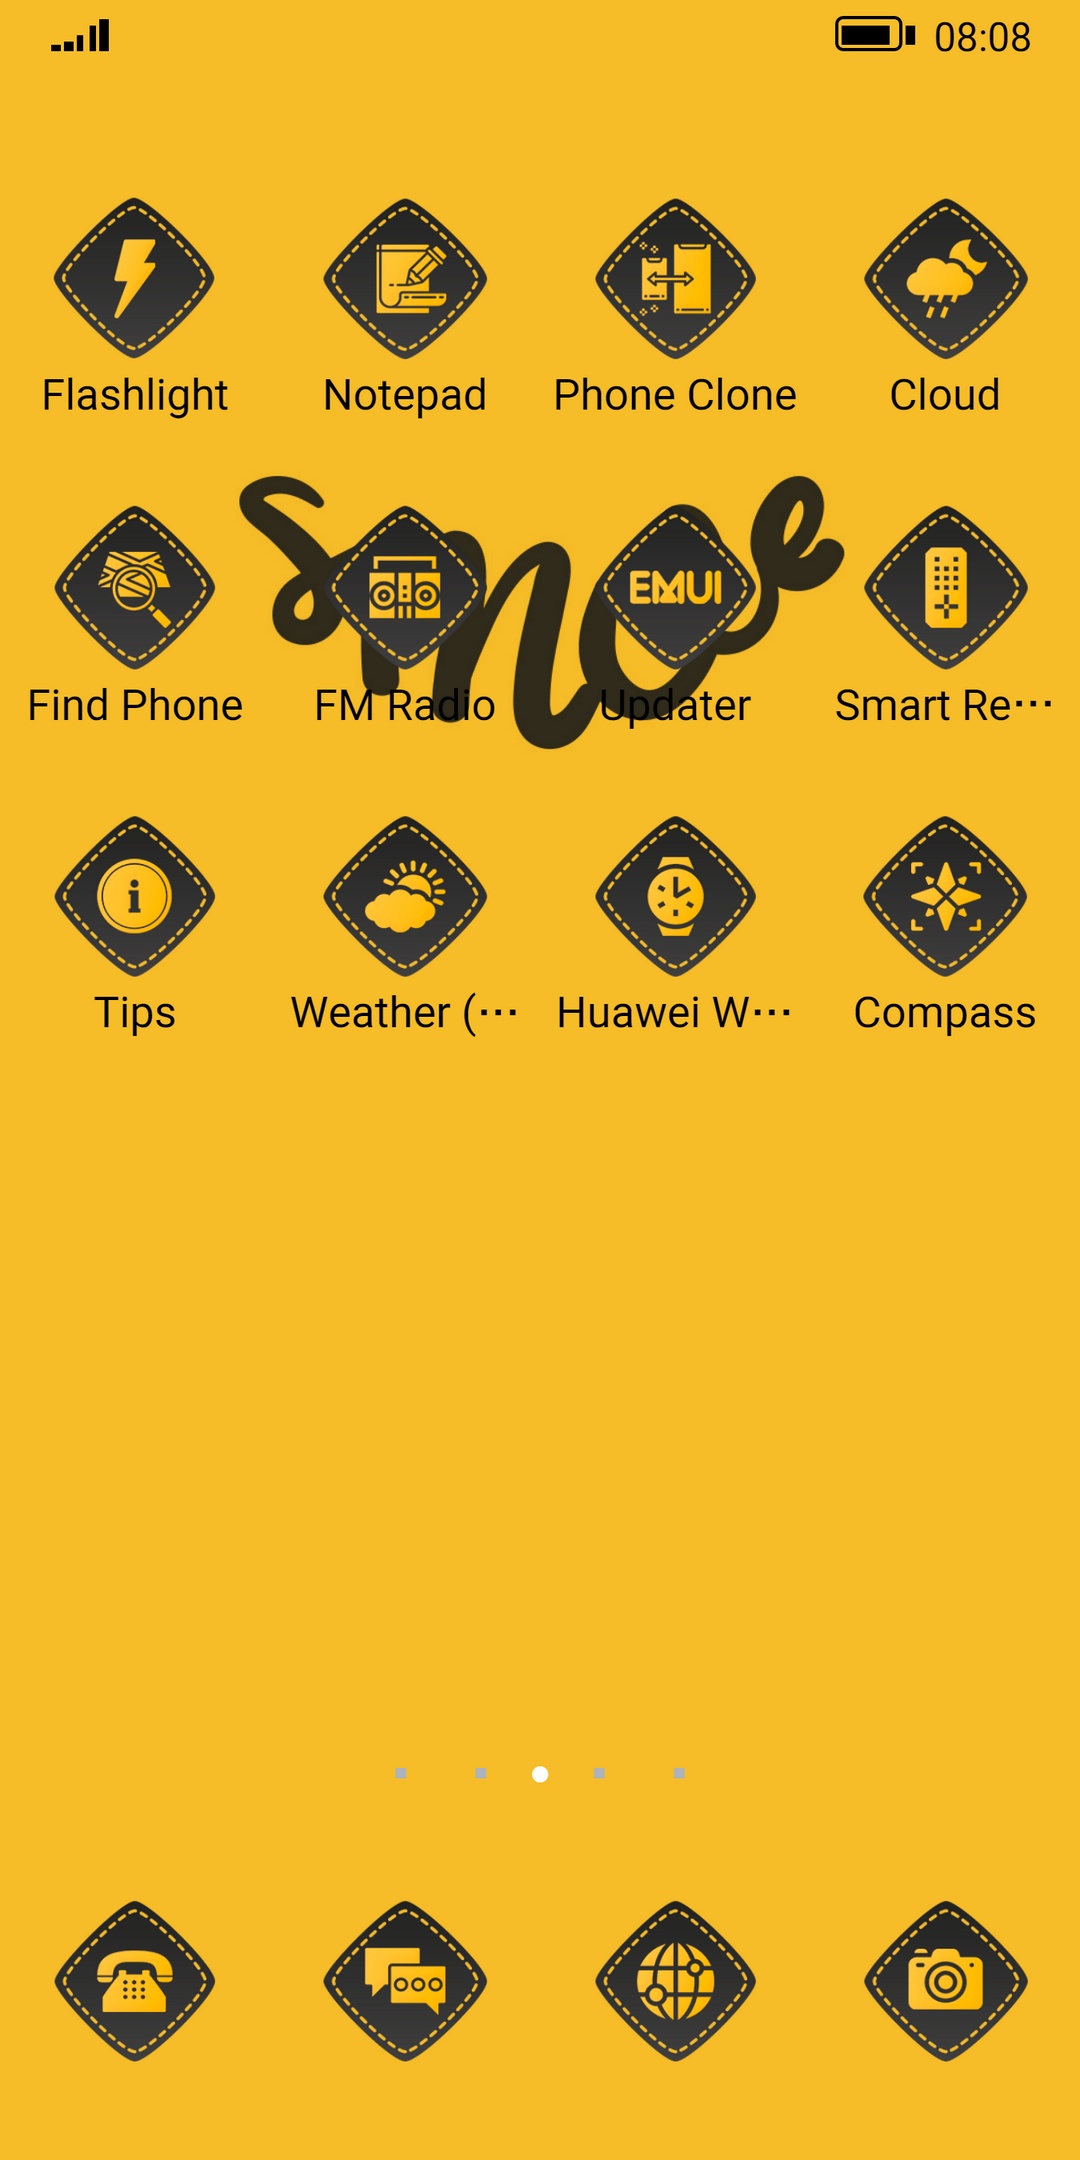 08:08
Flashlight Notepad Phone Clone Cloud
EMUI
Find Phone FM Radio Updater Smart Re···
i
Tips Weather (··· Huawei W··· Compass